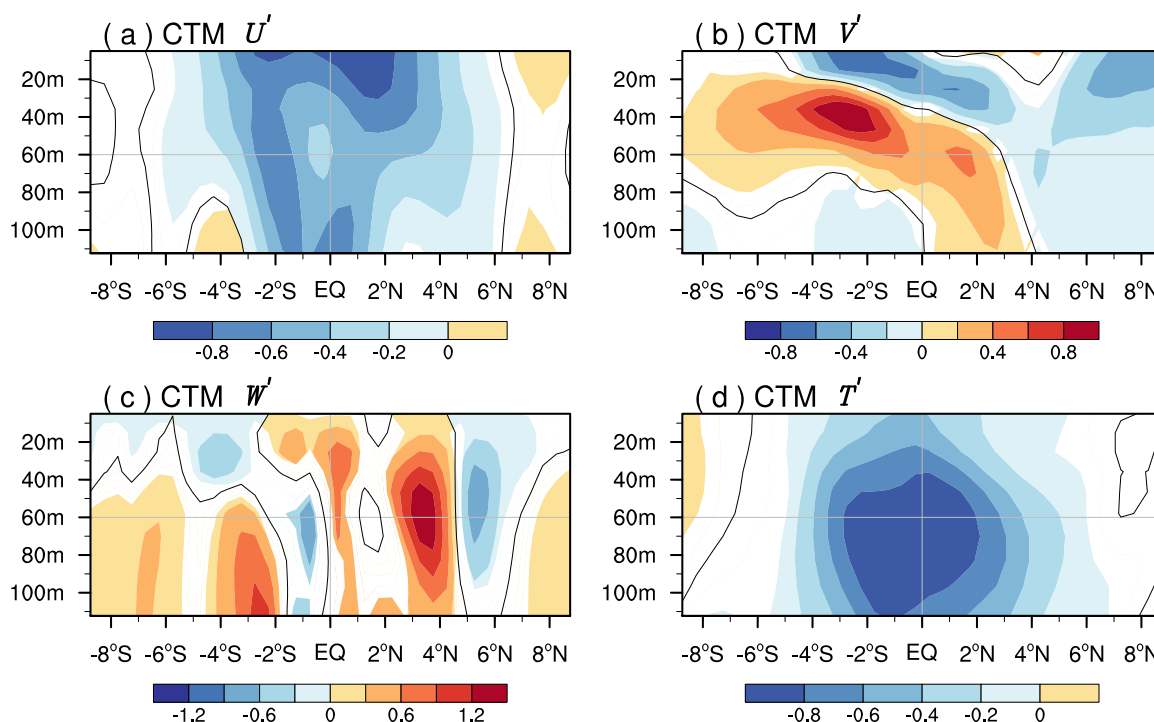 (a) CTM U′
(b) CTM V′
20m
40m
60m
80m
100m
20m
40m
60m
80m
100m
-8°S -6°S -4°S -2°S EQ 2°N 4°N 6°N 8°N
-8°S -6°S -4°S -2°S EQ 2°N 4°N 6°N 8°N
-0.8 -0.6 -0.4 -0.2 0
-0.8 -0.4 0 0.4 0.8
(c) CTM W′
(d) CTM T′
20m
40m
60m
80m
100m
20m
40m
60m
80m
100m
-8°S -6°S -4°S -2°S EQ 2°N 4°N 6°N 8°N
-8°S -6°S -4°S -2°S EQ 2°N 4°N 6°N 8°N
-1.2 -0.6 0 0.6 1.2
-0.8 -0.6 -0.4 -0.2 0